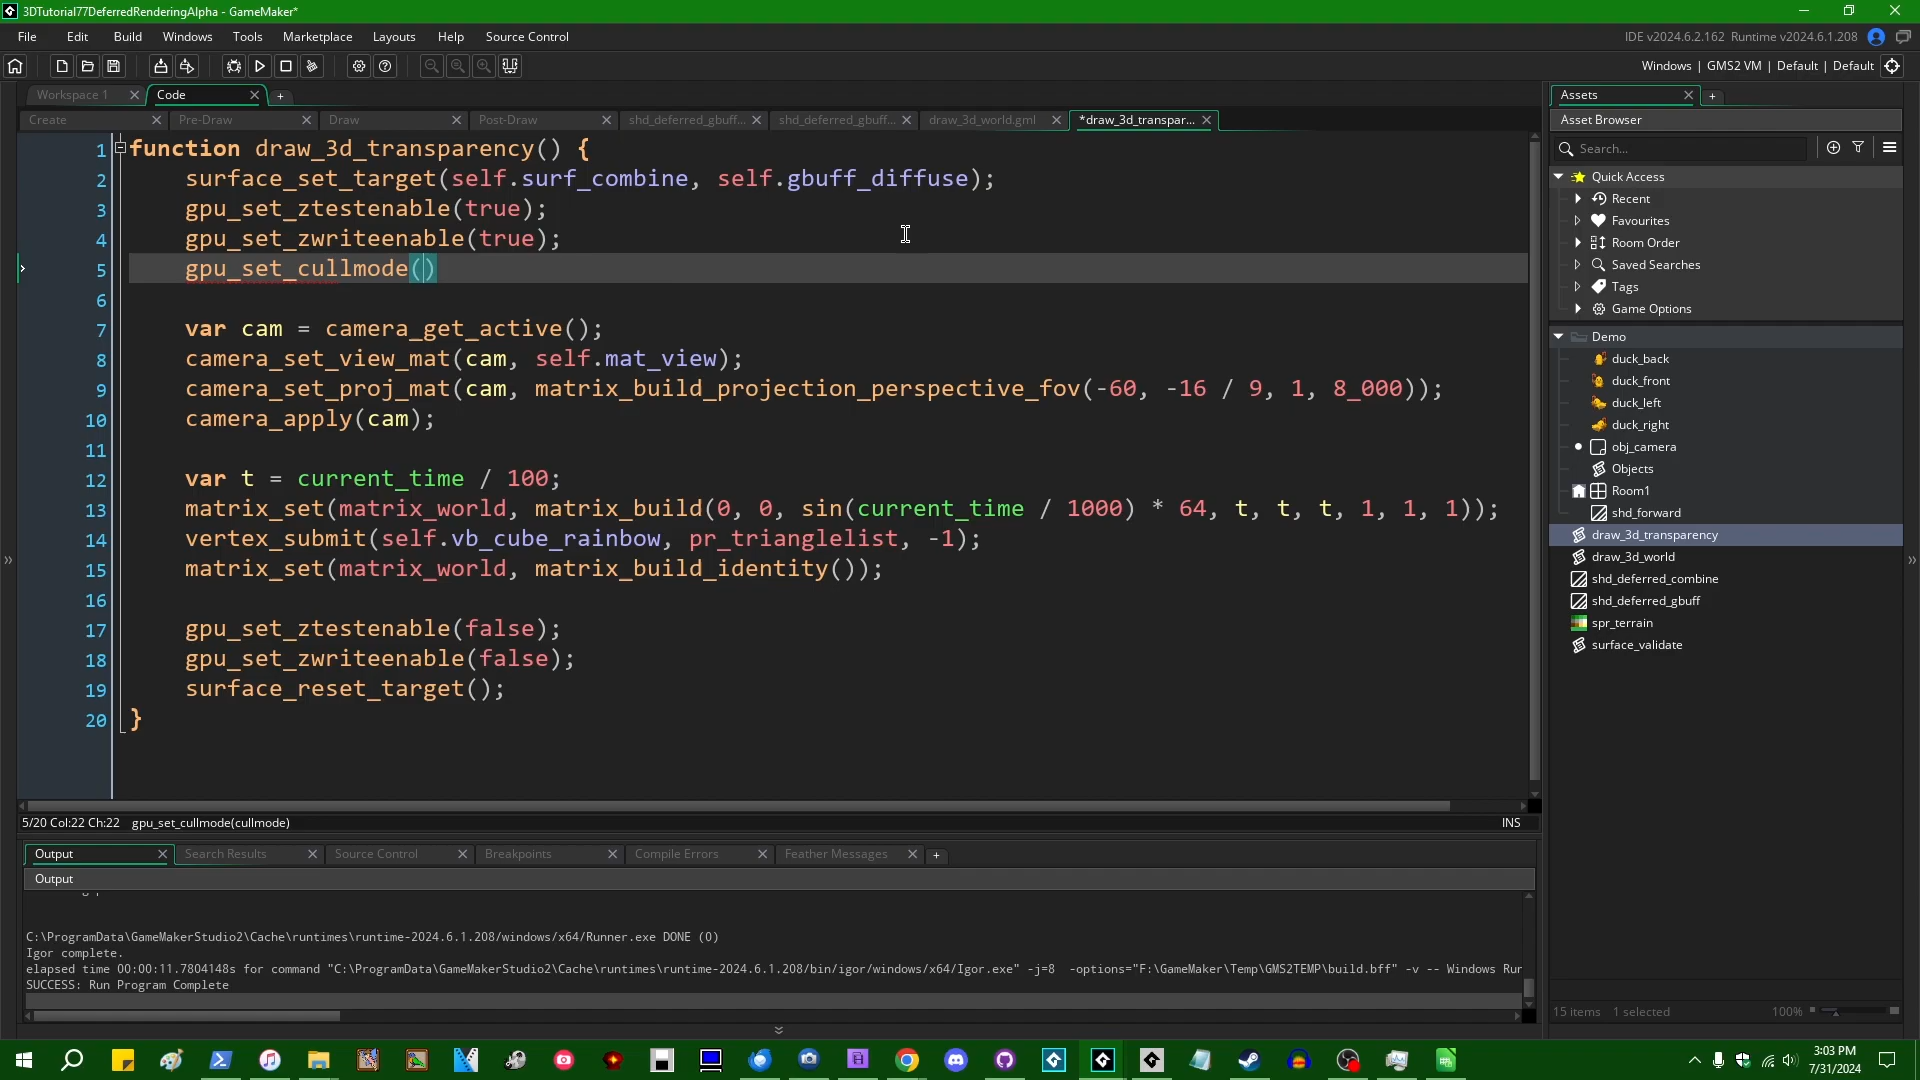 3DTutorial77DeferredRenderingAlpha - GameMaker*
File Edit Build Windows Tools Marketplace Layouts Help Source Control
IDE v2024.6.2.162 Runtime v2024.6.1.208
Windows | GMS2 VM | Default | Default
Workspace 1
Code
Create
Pre-Draw
Draw
Post-Draw
shd_deferred_gbuff...
shd_deferred_gbuff...
draw_3d_world.gml
*draw_3d_transpar...
1 function draw_3d_transparency() {
2 surface_set_target(self.surf_combine, self.gbuff_diffuse);
3 gpu_set_ztestenable(true);
4 gpu_set_zwriteenable(true);
5 gpu_set_cullmode()
6
7 var cam = camera_get_active();
8 camera_set_view_mat(cam, self.mat_view);
9 camera_set_proj_mat(cam, matrix_build_projection_perspective_fov(-60, -16 / 9, 1, 8_000));
10 camera_apply(cam);
11
12 var t = current_time / 100;
13 matrix_set(matrix_world, matrix_build(0, 0, sin(current_time / 1000) * 64, t, t, t, 1, 1, 1));
14 vertex_submit(self.vb_cube_rainbow, pr_trianglelist, -1);
15 matrix_set(matrix_world, matrix_build_identity());
16
17 gpu_set_ztestenable(false);
18 gpu_set_zwriteenable(false);
19 surface_reset_target();
20 }
5/20 Col:22 Ch:22 gpu_set_cullmode(cullmode)
INS
Output
Search Results
Source Control
Breakpoints
Compile Errors
Feather Messages
Output
C:\ProgramData\GameMakerStudio2\Cache\runtimes\runtime-2024.6.1.208/windows/x64/Runner.exe DONE (0)
Igor complete.
elapsed time 00:00:11.7804148s for command "C:\ProgramData\GameMakerStudio2\Cache\runtimes\runtime-2024.6.1.208/bin/igor/windows/x64/Igor.exe" -j=8 -options="F:\GameMaker\Temp\GMS2TEMP\build.bff" -v -- Windows Run
SUCCESS: Run Program Complete
Assets
Asset Browser
Search...
Quick Access
Recent
Favourites
Room Order
Saved Searches
Tags
Game Options
Demo
duck_back
duck_front
duck_left
duck_right
obj_camera
Objects
Room1
shd_forward
draw_3d_transparency
draw_3d_world
shd_deferred_combine
shd_deferred_gbuff
spr_terrain
surface_validate
15 items 1 selected
100%
3:03 PM
7/31/2024